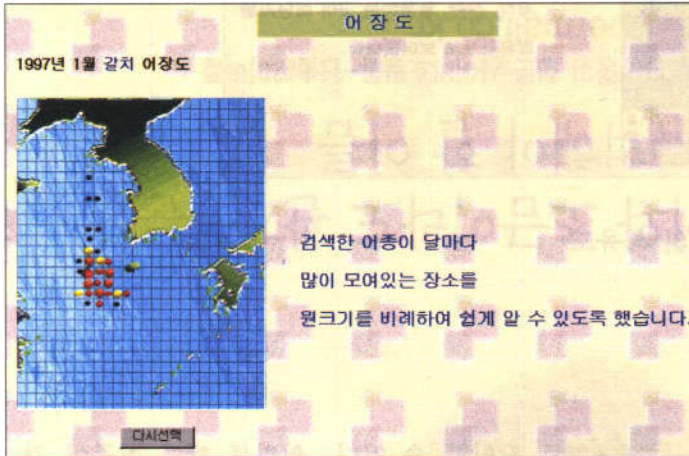 어 장 도
1997년 1월 갈치 어장도
검색한 어종이 달마다
많이 모여있는 장소를
원크기를 비례하여 쉽게 알 수 있도록 했습니다.
다시선택